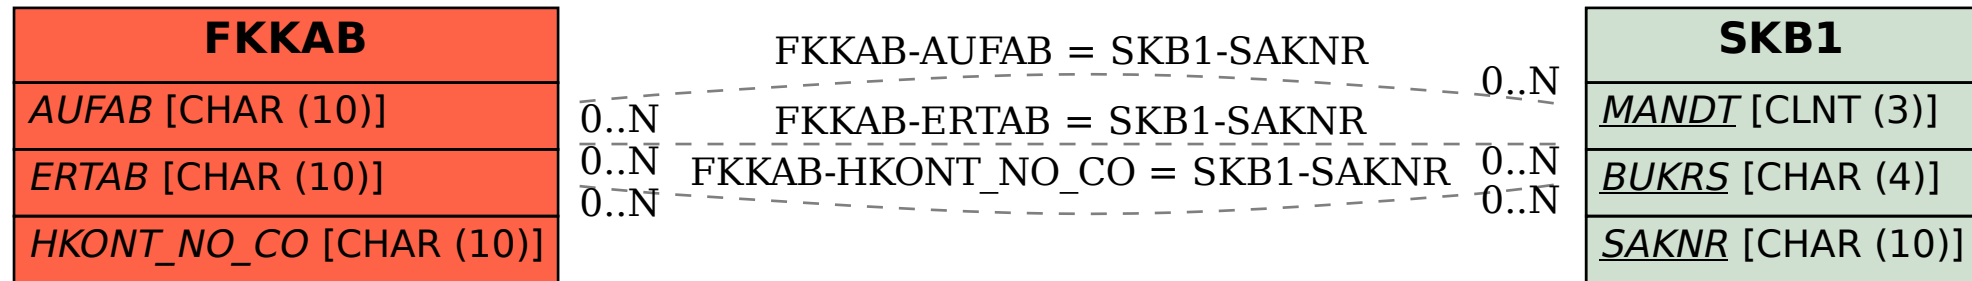 FKKAB
AUFAB [CHAR (10)]
ERTAB [CHAR (10)]
HKONT_NO_CO [CHAR (10)]
FKKAB-AUFAB = SKB1-SAKNR
0..N
0..N
FKKAB-ERTAB = SKB1-SAKNR
0..N
0..N
FKKAB-HKONT_NO_CO = SKB1-SAKNR
0..N
0..N
SKB1
MANDT [CLNT (3)]
BUKRS [CHAR (4)]
SAKNR [CHAR (10)]